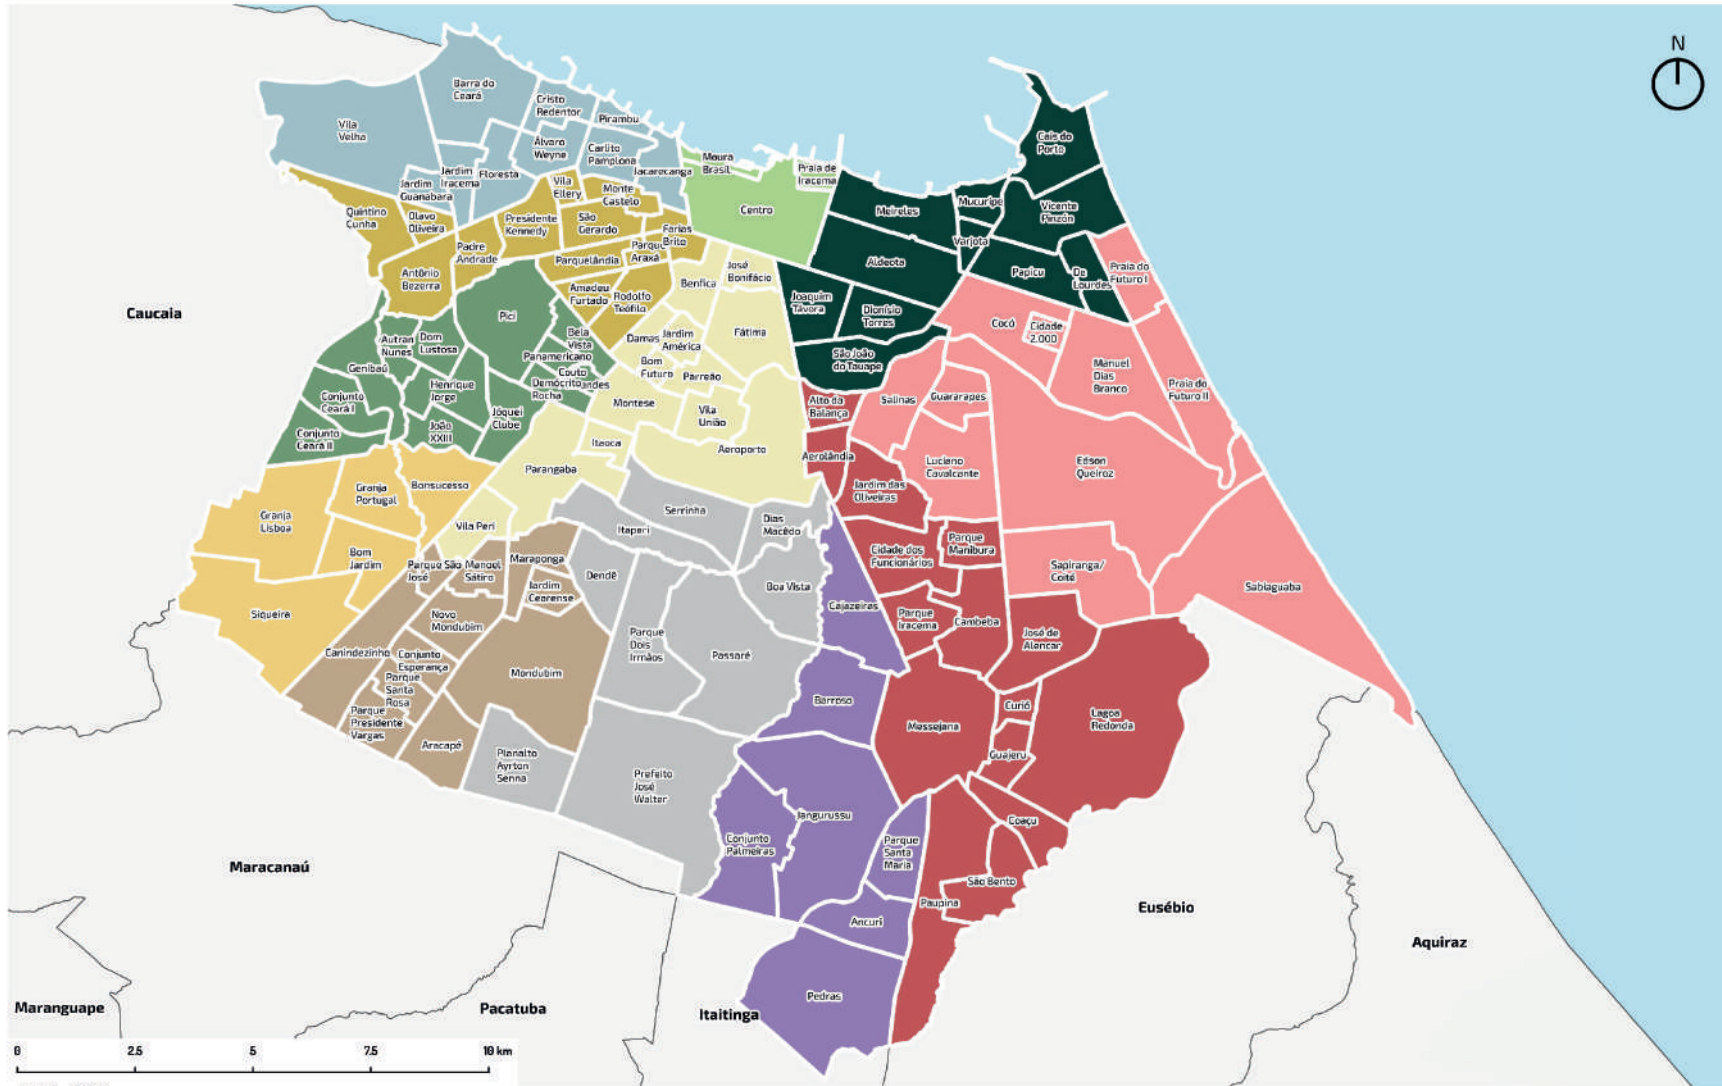 N
Barra do
Ceará
Vila
Velha
Cristo
Redentor
Pirambu
Álvaro
Weyne
Carlito
Pamplona
Jacarecanga
Jardim
Iracema
Floresta
Jardim
Guanabara
Moura
Brasil
Praia de
Iracema
Centro
Cais do
Porto
Meireles
Mucuripe
Vicente
Pinzón
Varjota
Aldeota
Papicu
De
Lourdes
Joaquim
Távora
Dionísio
Torres
São João
do Tauape
Praia do
Futuro I
Quintino
Cunha
Olavo
Oliveira
Vila
Ellery
Monte
Castelo
Presidente
Kennedy
São
Gerardo
Farias
Brito
Padre
Andrade
Parque
Araxá
Parquelândia
Antônio
Bezerra
Amadeu
Furtado
Rodolfo
Teófilo
Benfica
José
Bonifácio
Damas
Jardim
América
Fátima
Bom
Futuro
Parreão
Montese
Vila
União
Itaoca
Aeroporto
Parangaba
Vila Peri
Pici
Bela
Vista
Panamericano
Couto
Fernandes
Demócrito
Rocha
Autran
Nunes
Dom
Lustosa
Genibaú
Henrique
Jorge
Jóquei
Clube
João
XXIII
Conjunto
Ceará I
Conjunto
Ceará II
Cocó
Cidade
2.000
Manuel
Dias
Branco
Praia do
Futuro II
Salinas
Guararapes
Luciano
Cavalcante
Edson
Queiroz
Sapiranga/
Coité
Sabiaguaba
Alto da
Balança
Aerolândia
Jardim das
Oliveiras
Cidade dos
Funcionários
Parque
Manibura
Parque
Iracema
Cambeba
José de
Alencar
Messejana
Curió
Guajeru
Lagoa
Redonda
Coaçu
São Bento
Paupina
Granja
Portugal
Bonsucesso
Granja
Lisboa
Bom
Jardim
Siqueira
Parque
José
São Manoel
Sátiro
Maraponga
Jardim
Cearense
Novo
Mondubim
Canindezinho
Conjunto
Esperança
Parque
Santa
Rosa
Parque
Presidente
Vargas
Aracapé
Mondubim
Itaperi
Serrinha
Dias
Macêdo
Dendê
Boa Vista
Parque
Dois
Irmãos
Passaré
Planalto
Ayrton
Senna
Prefeito
José
Walter
Cajazeiras
Barroso
Jangurussu
Conjunto
Palmeiras
Parque
Santa
Maria
Ancuri
Pedras
Caucaia
Maracanaú
Maranguape
Pacatuba
Itaitinga
Eusébio
Aquiraz
0 2.5 5 7.5 10 km